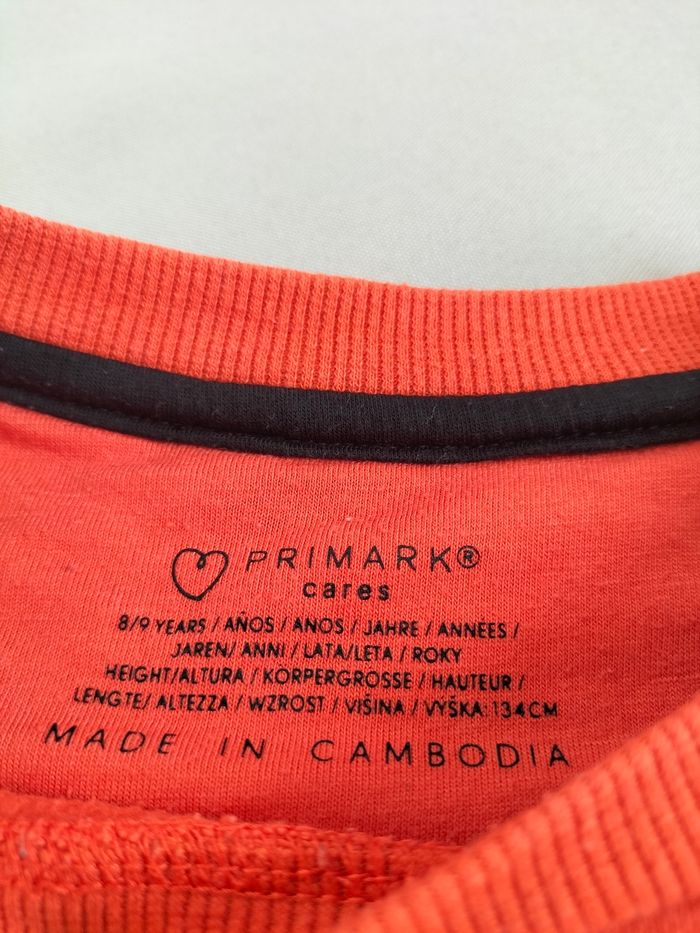 PRIMARK®
cares
8/9 YEARS / AÑOS / ANOS / JAHRE / ANNEES /
JAREN/ ANNI / LATA/LETA / ROKY
HEIGHT/ALTURA / KORPERGROSSE / HAUTEUR /
LENGTE/ ALTEZZA / WZROST / VIŠINA / VYŠKA: 134CM
MADE IN CAMBODIA